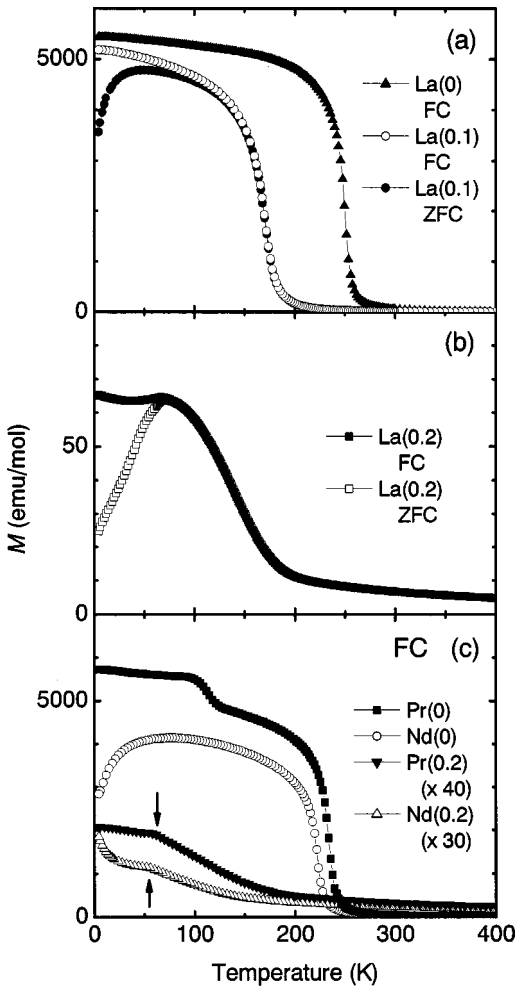 (a)
5000
La(0)
FC
La(0.1)
FC
La(0.1)
ZFC
0
(b)
50
La(0.2)
FC
La(0.2)
ZFC
M (emu/mol)
0
FC (c)
5000
Pr(0)
Nd(0)
Pr(0.2)
(x 40)
Nd(0.2)
(x 30)
0
0 100 200 300 400
Temperature (K)